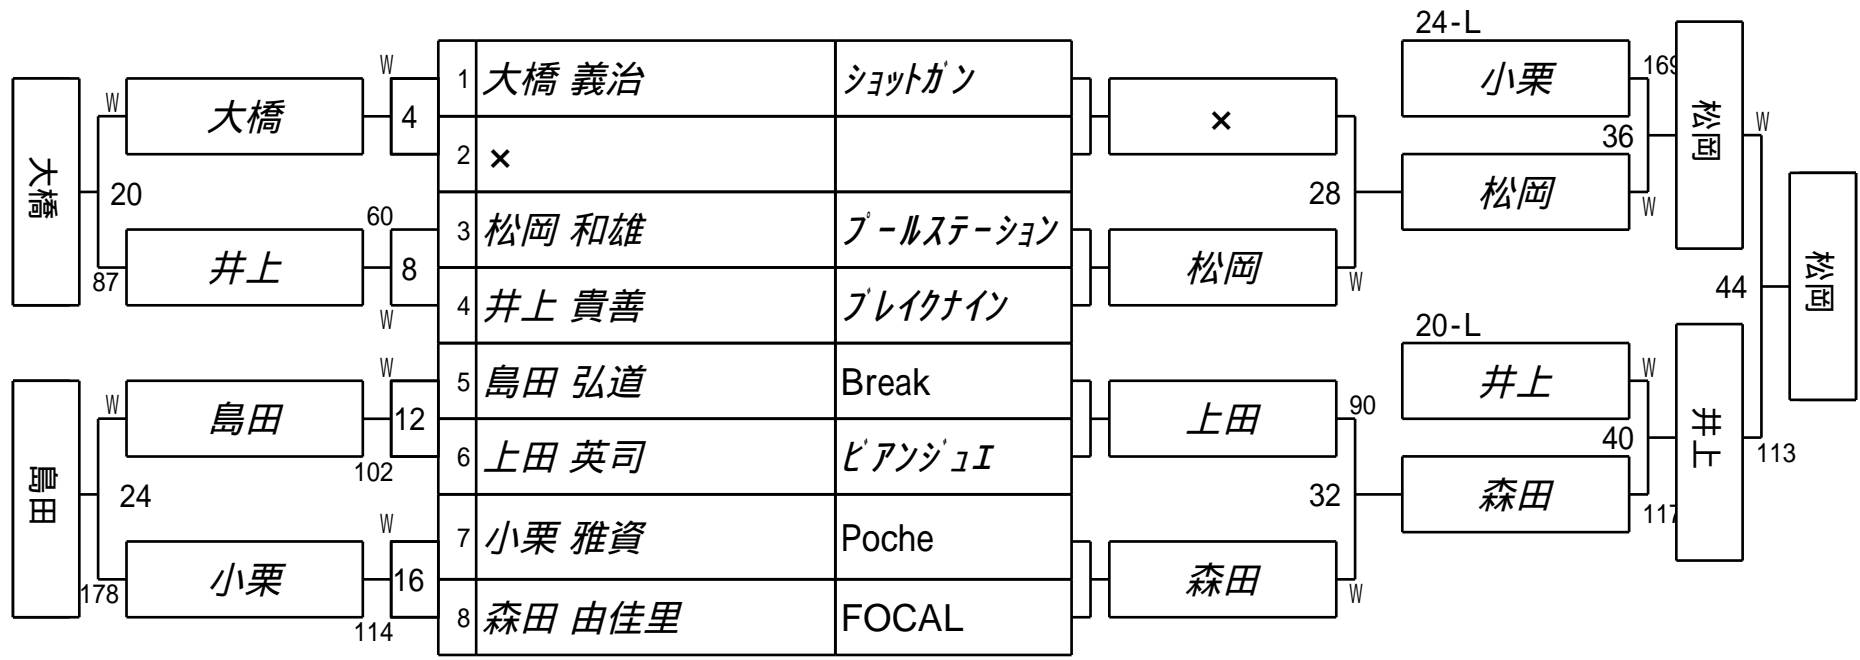 24-L
W
1 大橋 義治 ショットガン
小栗
169
松岡
W
大橋
4
×
W
大橋
36
2 ×
20
松岡
松岡
28
W
60
3 松岡 和雄 プールステーション
井上
8
松岡
87
W
44
W
4 井上 貴善 ブレイクナイン
20-L
W
5 島田 弘道 Break
井上
W
島田
W
島田
12
上田
90
井上
40
113
102
6 上田 英司 ビアンジュエ
24
森田
32
117
W
7 小栗 雅資 Poche
小栗
16
森田
178
W
114
8 森田 由佳里 FOCAL